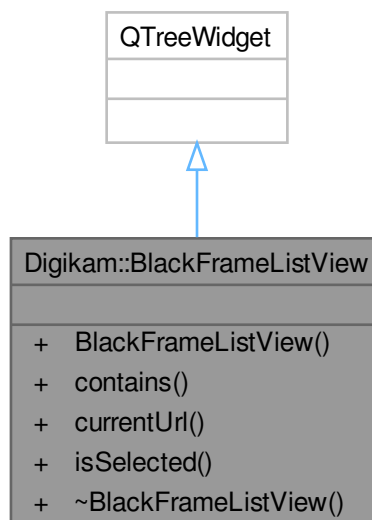 QTreeWidget
Digikam::BlackFrameListView
+ BlackFrameListView()
+ contains()
+ currentUrl()
+ isSelected()
+ ~BlackFrameListView()